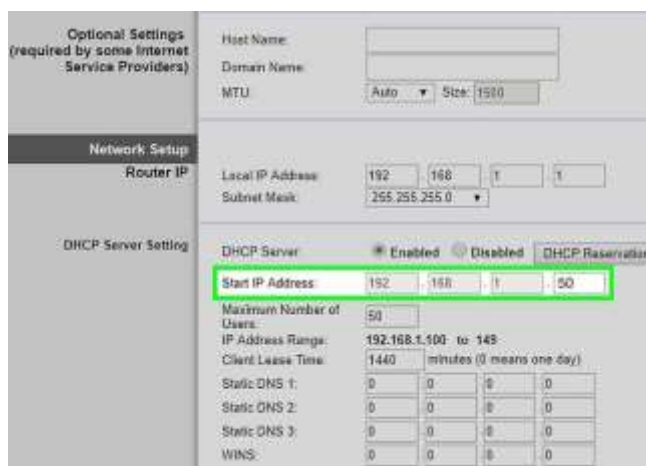 Optional Settings
(required by some Internet
Service Providers)
Host Name:
Domain Name:
MTU: Auto Size: 1500
Network Setup
Router IP
Local IP Address: 192 . 168 . 1 . 1
Subnet Mask: 255.255.255.0
DHCP Server Setting
DHCP Server: Enabled Disabled DHCP Reservation
Start IP Address: 192 . 168 . 1 . 50
Maximum Number of
Users: 50
IP Address Range: 192.168.1.100 to 149
Client Lease Time: 1440 minutes (0 means one day)
Static DNS 1: 0 . 0 . 0 . 0
Static DNS 2: 0 . 0 . 0 . 0
Static DNS 3: 0 . 0 . 0 . 0
WINS: 0 . 0 . 0 . 0